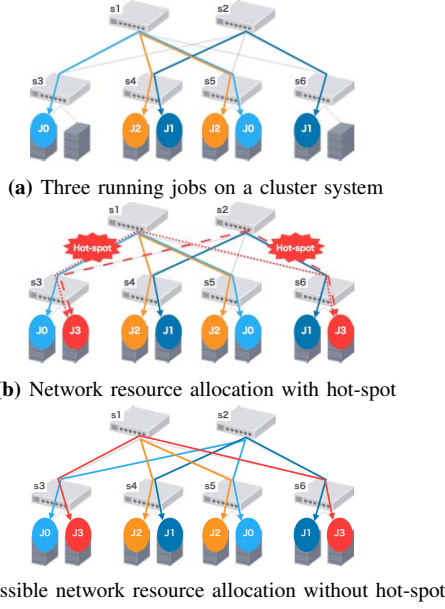 s1 s2
s3 s4 s5 s6
J0 J2 J1 J2 J0 J1
(a) Three running jobs on a cluster system
s1 s2
Hot-spot Hot-spot
s3 s4 s5 s6
J0 J3 J2 J1 J2 J0 J1 J3
b) Network resource allocation with hot-spot
s1 s2
s3 s4 s5 s6
J0 J3 J2 J1 J2 J0 J1 J3
ssible network resource allocation without hot-spot